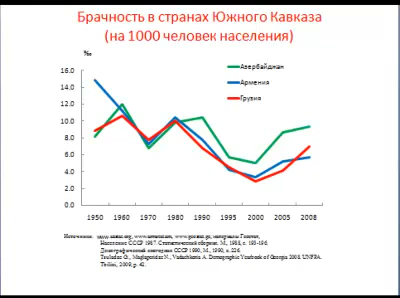 Брачность в странах Южного Кавказа
(на 1000 человек населения)
‰
Азербайджан
Армения
Грузия
16.0
14.0
12.0
10.0
8.0
6.0
4.0
2.0
0.0
1950 1960 1970 1980 1990 1995 2000 2005 2008
Источники:
Население СССР 1987. Статистический сборник. М., 1988, с. 193-196.
Демографический ежегодник СССР 1990, М., 1990, с. 226.
Tsuladze G., Maglaperidze N., Vadachkoria A. Demographic Yearbook of Georgia 2008, UNFPA.
Tbilisi, 2009, p. 42.